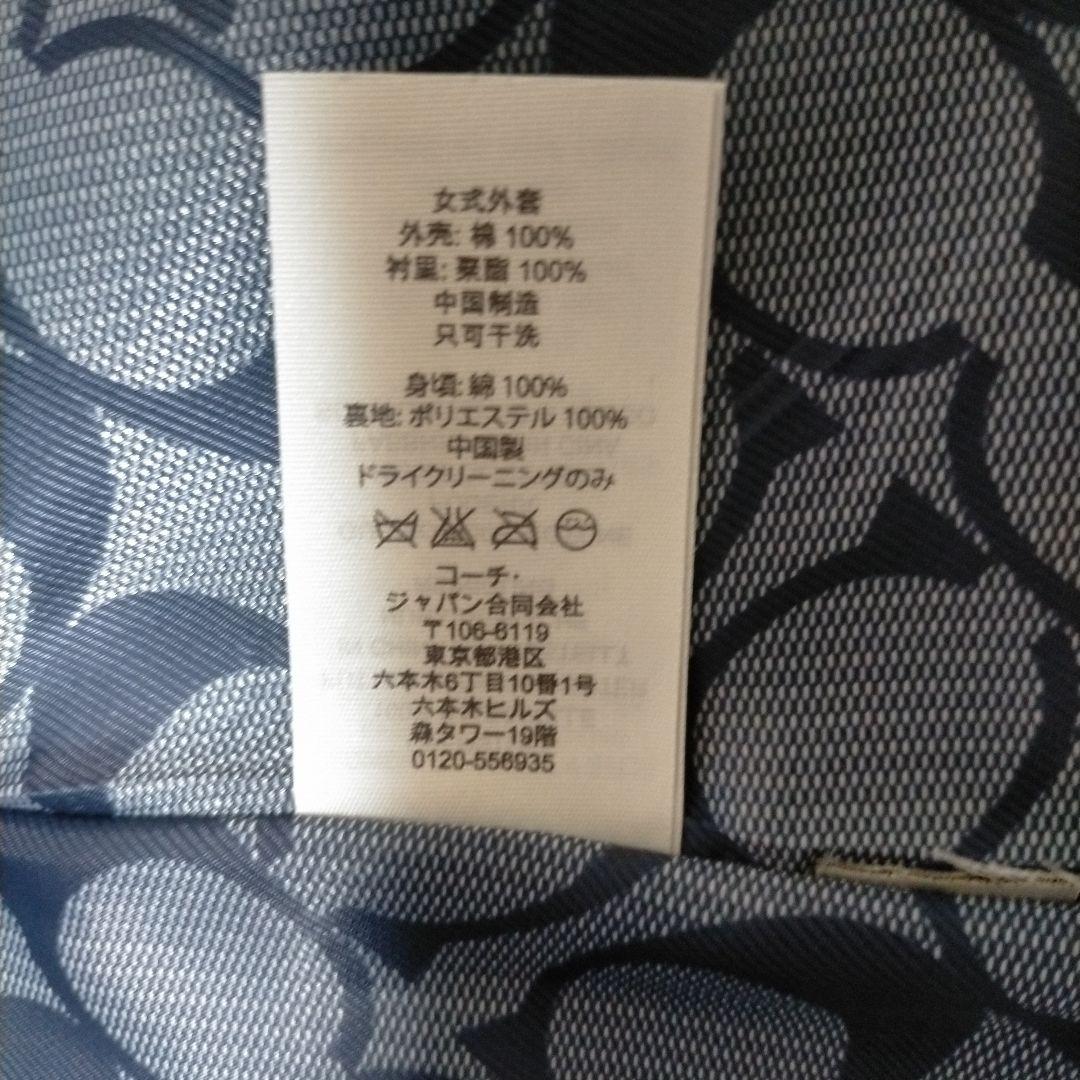 女式外套
外壳: 棉 100%
衬里: 聚脂 100%
中国制造
只可干洗
身頃: 綿 100%
裏地: ポリエステル 100%
中国製
ドライクリーニングのみ
コーチ・
ジャパン合同会社
〒106-6119
東京都港区
六本木6丁目10番1号
六本木ヒルズ
森タワー19階
0120-556935